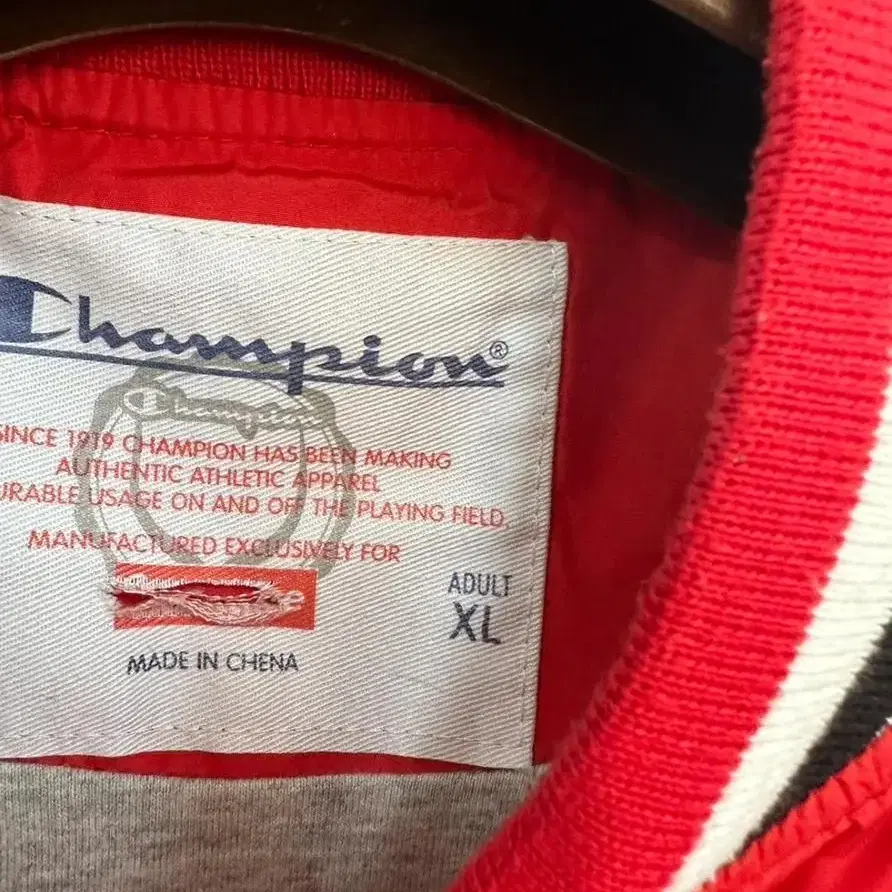 Champion®
Champion
SINCE 1919 CHAMPION HAS BEEN MAKING
AUTHENTIC ATHLETIC APPAREL
URABLE USAGE ON AND OFF THE PLAYING FIELD.
MANUFACTURED EXCLUSIVELY FOR
ADULT
XL
MADE IN CHENA